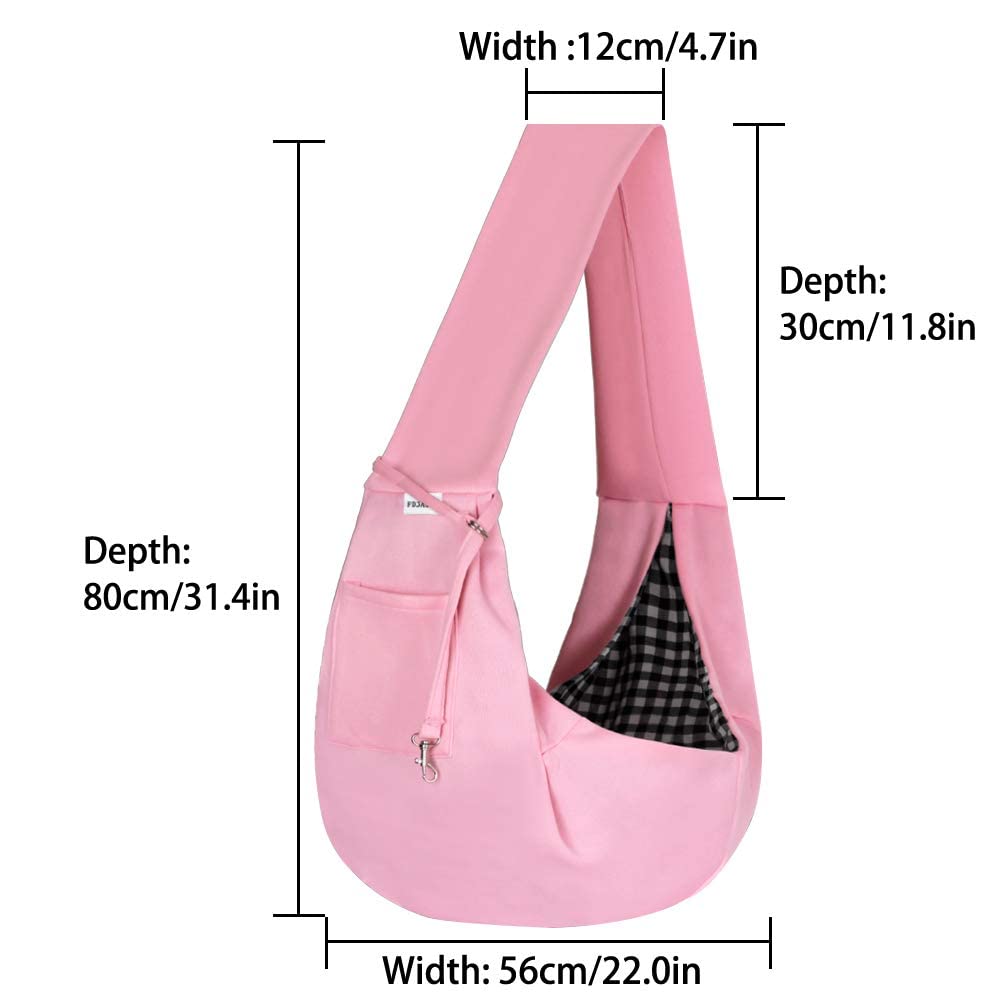 Width :12cm/4.7in
Depth:
30cm/11.8in
Depth:
80cm/31.4in
Width: 56cm/22.0in